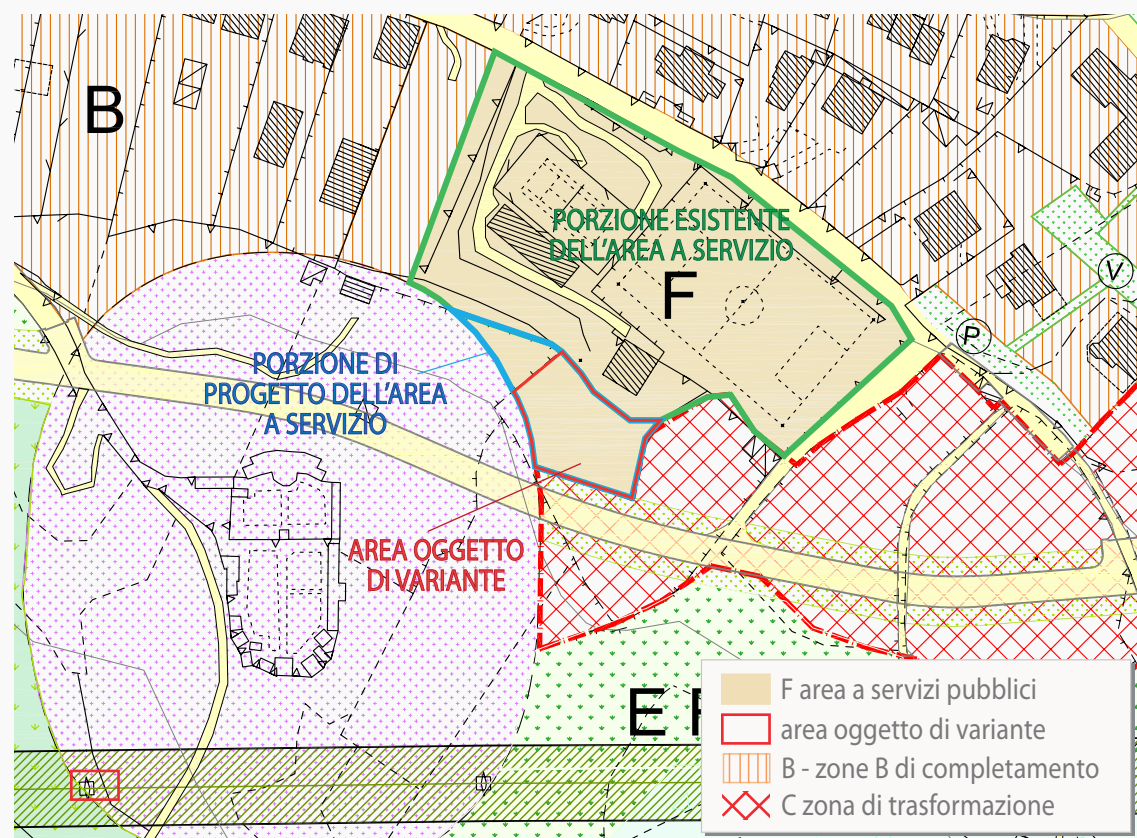 B
PORZIONE ESISTENTE
DELL'AREA A SERVIZIO
F
V
P
PORZIONE DI
PROGETTO DELL'AREA
A SERVIZIO
AREA OGGETTO
DI VARIANTE
E
F area a servizi pubblici
area oggetto di variante
B - zone B di completamento
C zona di trasformazione